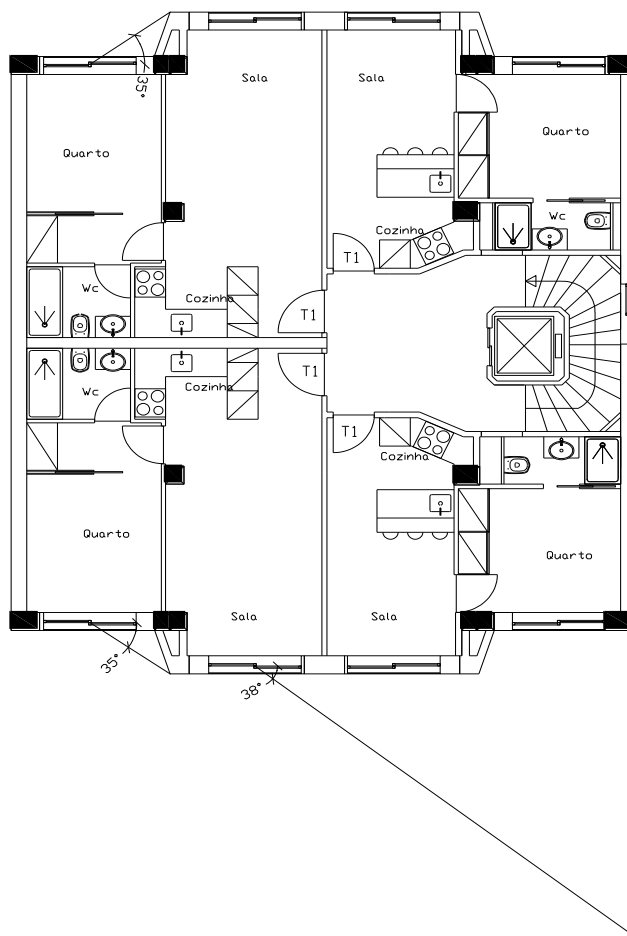 Sala
Sala
35°
Quarto
Quarto
Wc
Cozinha
T1
Wc
Cozinha
T1
T1
Cozinha
Wc
T1
Cozinha
Quarto
Quarto
Sala
Sala
35°
38°